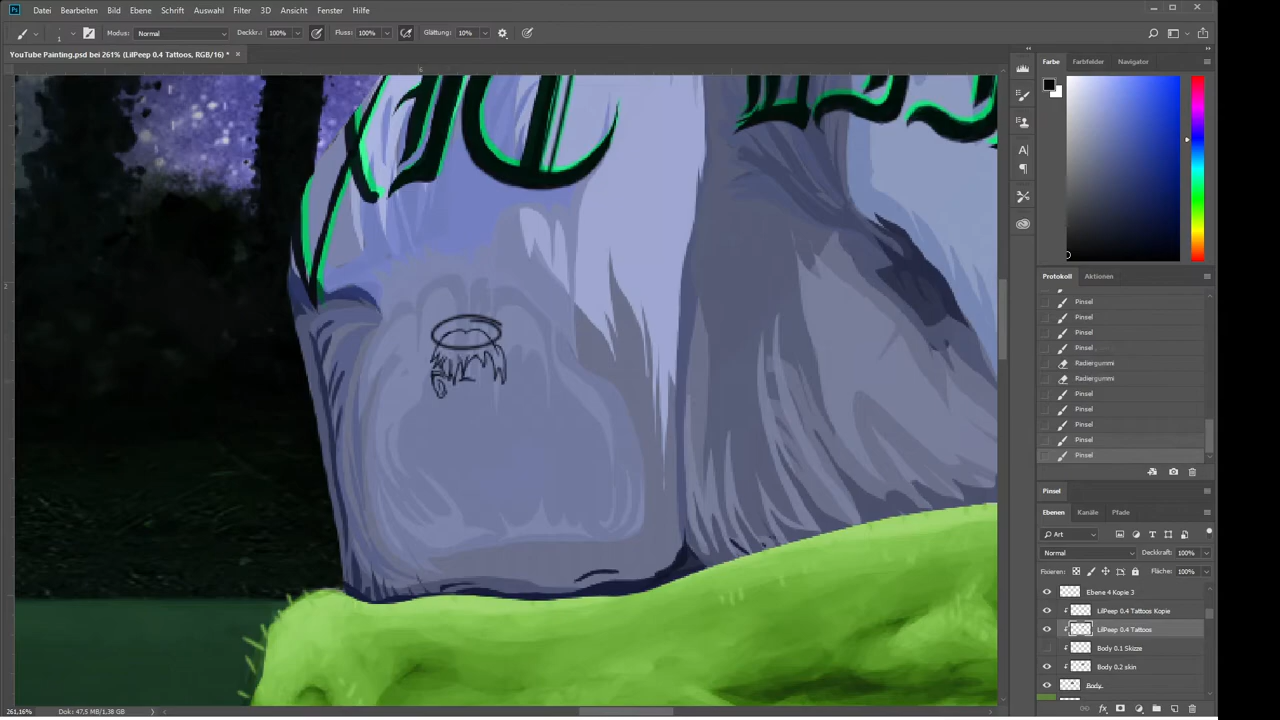 Datei Bearbeiten Bild Ebene Schrift Auswahl Filter 3D Ansicht Fenster Hilfe
1 Modus: Normal Deckkr.: 100% Fluss: 100% Glättung: 10%
YouTube Painting.psd bei 261% (LilPeep 0.4 Tattoos, RGB/16) * ×
6
2
Farbe Farbfelder Navigator
Protokoll Aktionen
Pinsel
Pinsel
Pinsel
Pinsel
Radiergummi
Radiergummi
Pinsel
Pinsel
Pinsel
Pinsel
Pinsel
Pinsel
Ebenen Kanäle Pfade
Art
Normal Deckkraft: 100%
Fixieren: Fläche: 100%
Ebene 4 Kopie 3
LilPeep 0.4 Tattoos Kopie
LilPeep 0.4 Tattoos
Body 0.1 Skizze
Body 0.2 skin
Body
261,16% Dok: 47,5 MB/1,38 GB